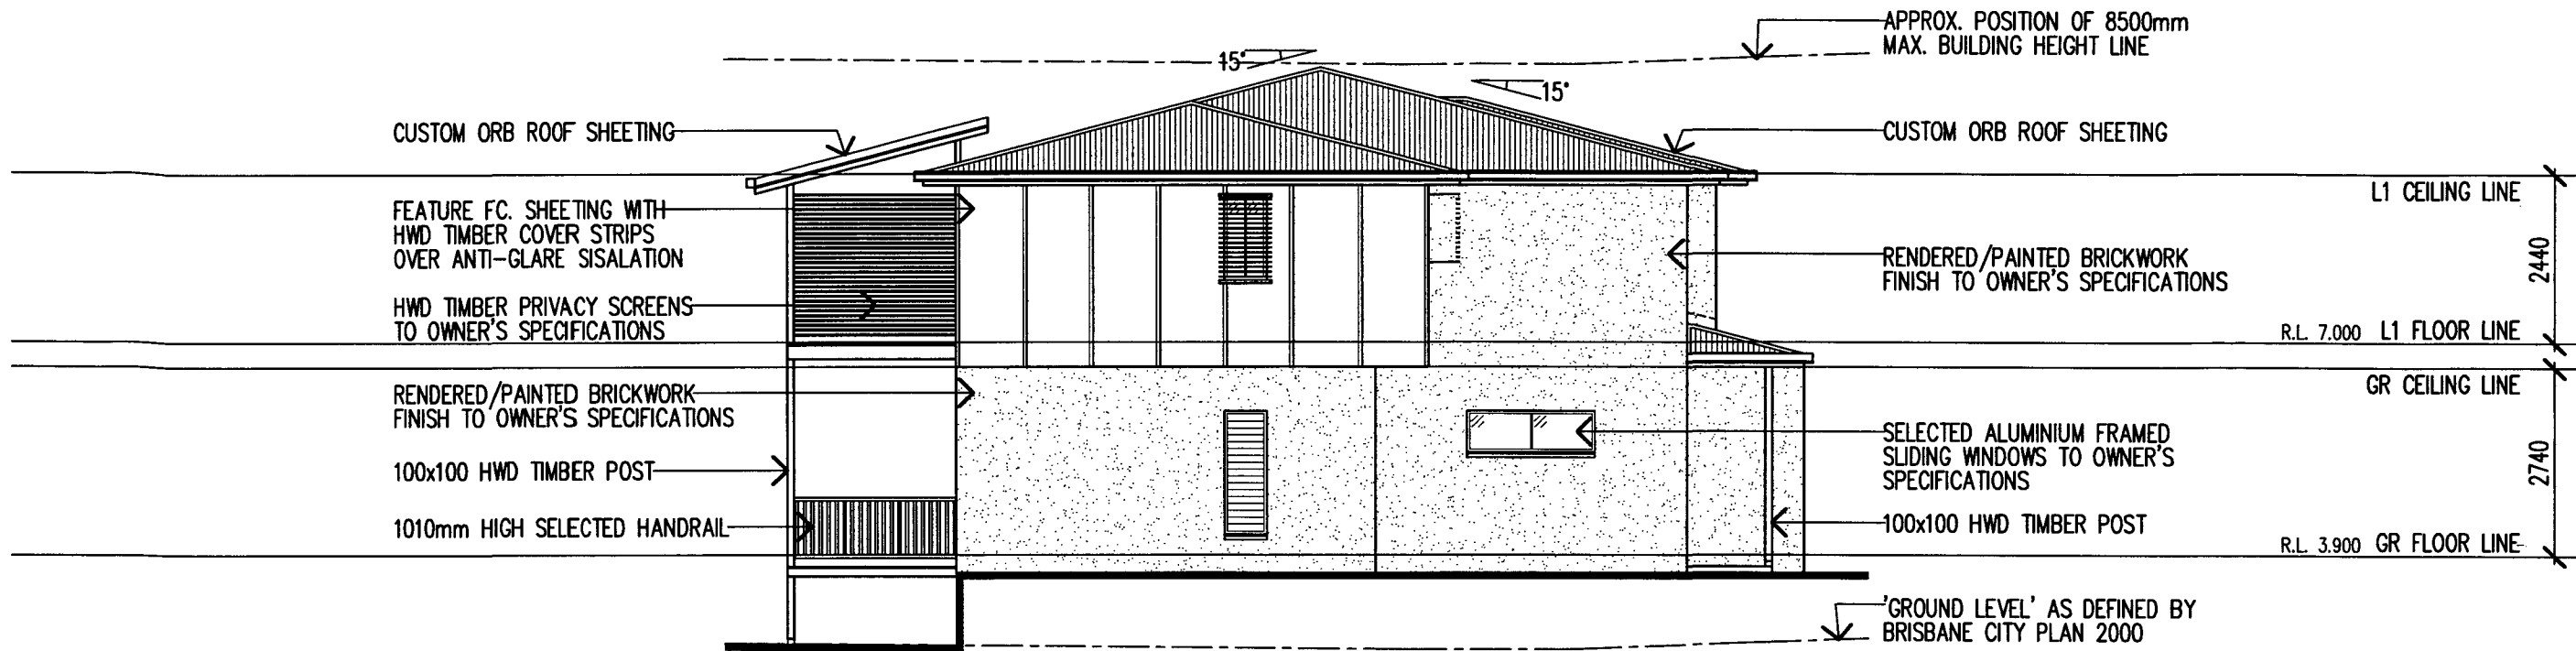 APPROX. POSITION OF 8500mm
MAX. BUILDING HEIGHT LINE
15°
15°
CUSTOM ORB ROOF SHEETING
CUSTOM ORB ROOF SHEETING
L1 CEILING LINE
FEATURE FC. SHEETING WITH
HWD TIMBER COVER STRIPS
OVER ANTI-GLARE SISALATION
RENDERED/PAINTED BRICKWORK
FINISH TO OWNER'S SPECIFICATIONS
2440
HWD TIMBER PRIVACY SCREENS
TO OWNER'S SPECIFICATIONS
R.L. 7.000 L1 FLOOR LINE
GR CEILING LINE
RENDERED/PAINTED BRICKWORK
FINISH TO OWNER'S SPECIFICATIONS
SELECTED ALUMINIUM FRAMED
SLIDING WINDOWS TO OWNER'S
SPECIFICATIONS
2740
100x100 HWD TIMBER POST
1010mm HIGH SELECTED HANDRAIL
100x100 HWD TIMBER POST
R.L. 3.900 GR FLOOR LINE
'GROUND LEVEL' AS DEFINED BY
BRISBANE CITY PLAN 2000